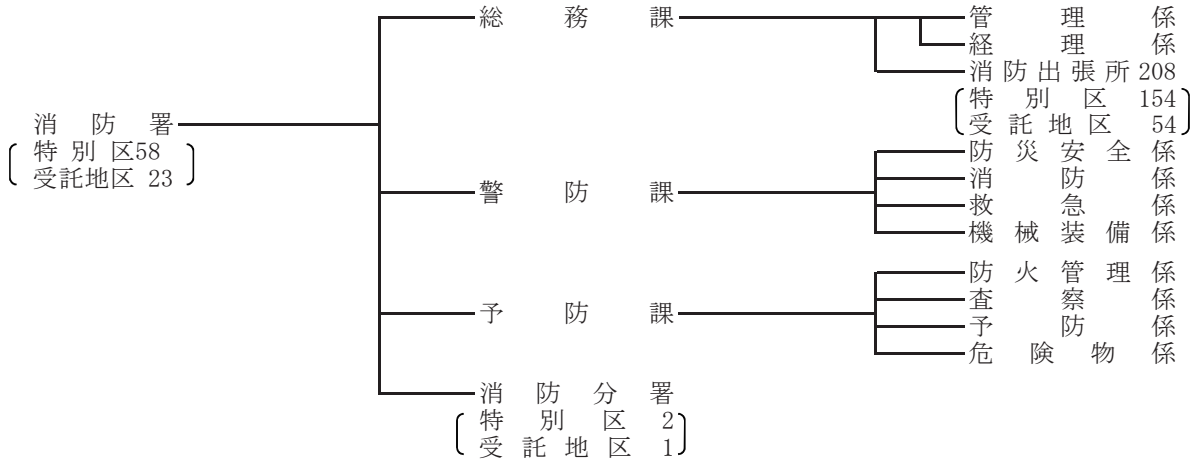 消防署
特別区58
受託地区 23
総務課
管理係
経理係
消防出張所 208
特別区 154
受託地区 54
警防課
防災安全係
消防係
救急係
機械装備係
予防課
防火管理係
査察係
予防係
危険物係
消防分署
特別区 2
受託地区 1